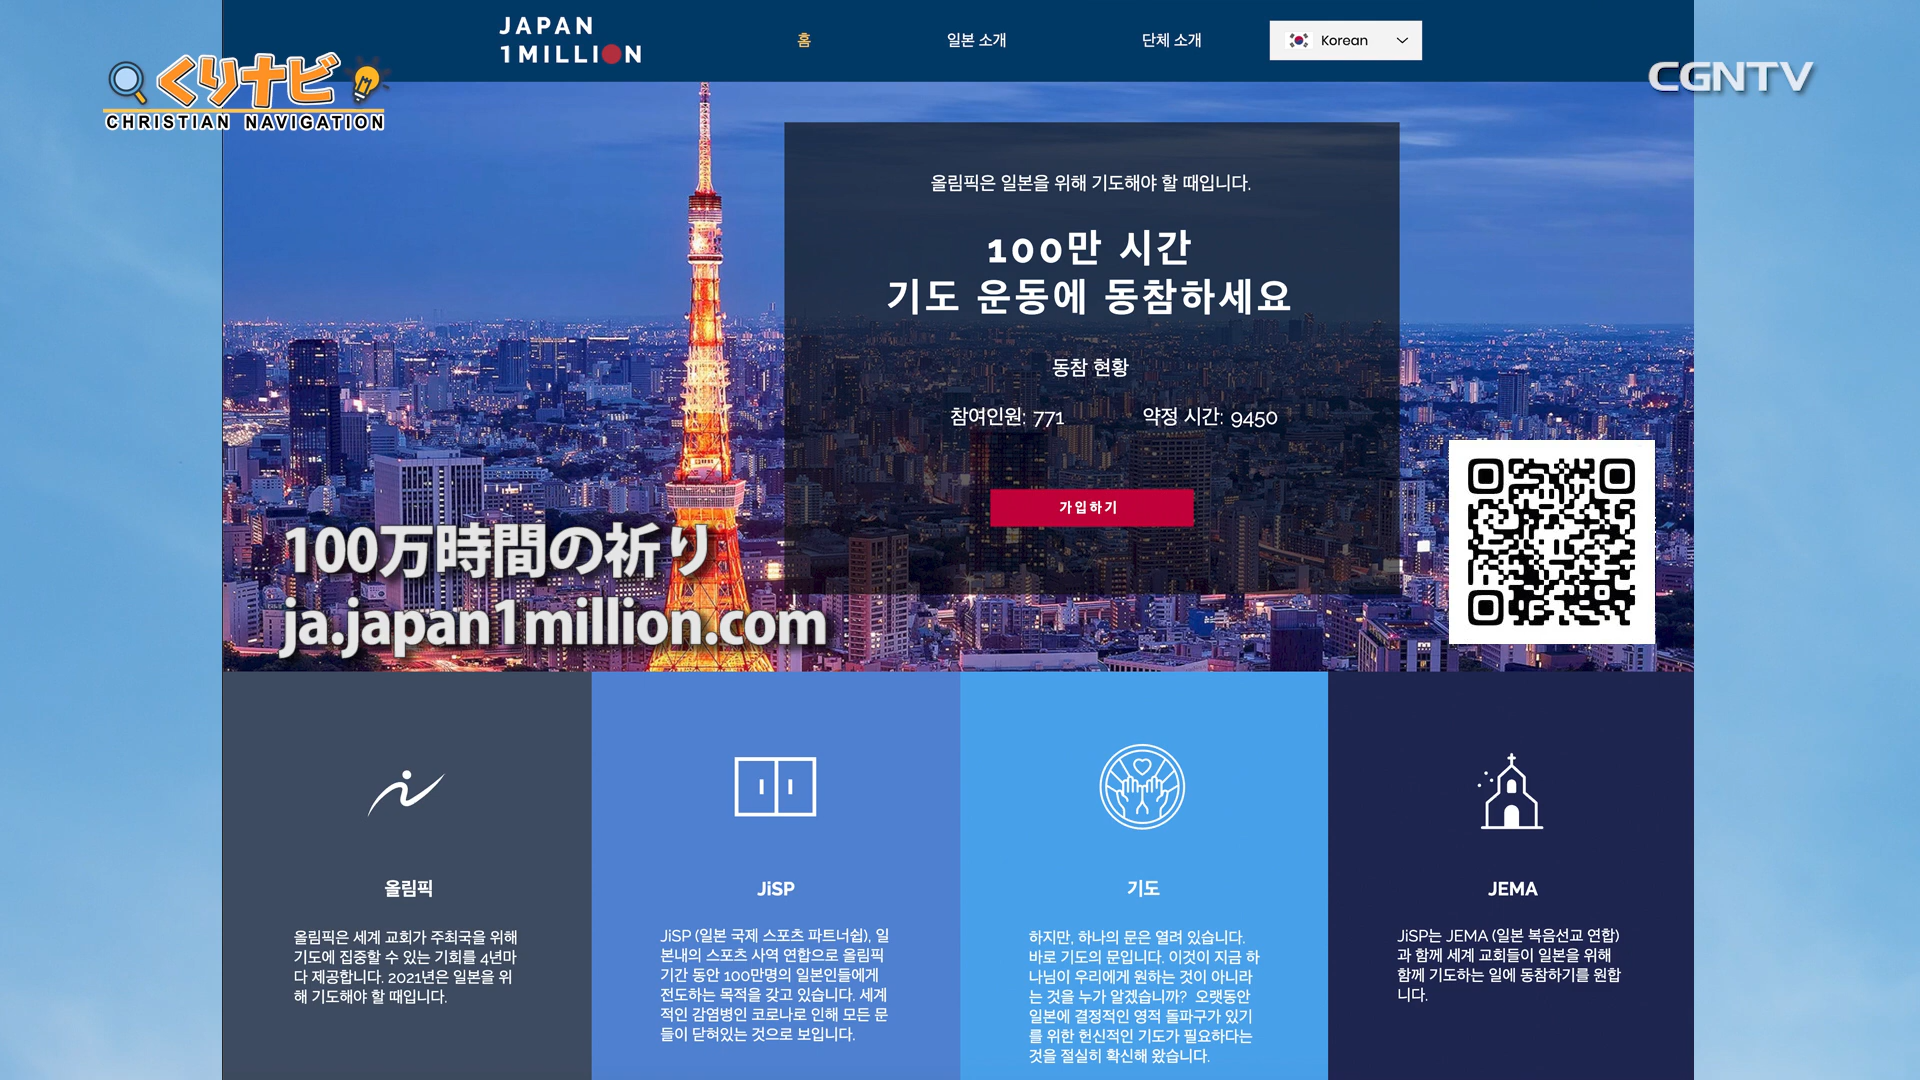 JAPAN
1MILLION
홈
일본 소개
단체 소개
Korean
くりナビ
CHRISTIAN NAVIGATION
CGNTV
올림픽은 일본을 위해 기도해야 할 때입니다.
100만 시간
기도 운동에 동참하세요
동참 현황
참여인원: 771
약정 시간: 9450
가입하기
100万時間の祈り
ja.japan1million.com
올림픽
올림픽은 세계 교회가 주최국을 위해
기도에 집중할 수 있는 기회를 4년마
다 제공합니다. 2021년은 일본을 위
해 기도해야 할 때입니다.
JiSP
JiSP (일본 국제 스포츠 파트너쉽), 일
본내의 스포츠 사역 연합으로 올림픽
기간 동안 100만명의 일본인들에게
전도하는 목적을 갖고 있습니다. 세계
적인 감염병인 코로나로 인해 모든 문
들이 닫혀있는 것으로 보입니다.
기도
하지만, 하나의 문은 열려 있습니다.
바로 기도의 문입니다. 이것이 지금 하
나님이 우리에게 원하는 것이 아니라
는 것을 누가 알겠습니까? 오랫동안
일본에 결정적인 영적 돌파구가 있기
를 위한 헌신적인 기도가 필요하다는
것을 절실히 확신해 왔습니다.
JEMA
JiSP는 JEMA (일본 복음선교 연합)
과 함께 세계 교회들이 일본을 위해
함께 기도하는 일에 동참하기를 원합
니다.